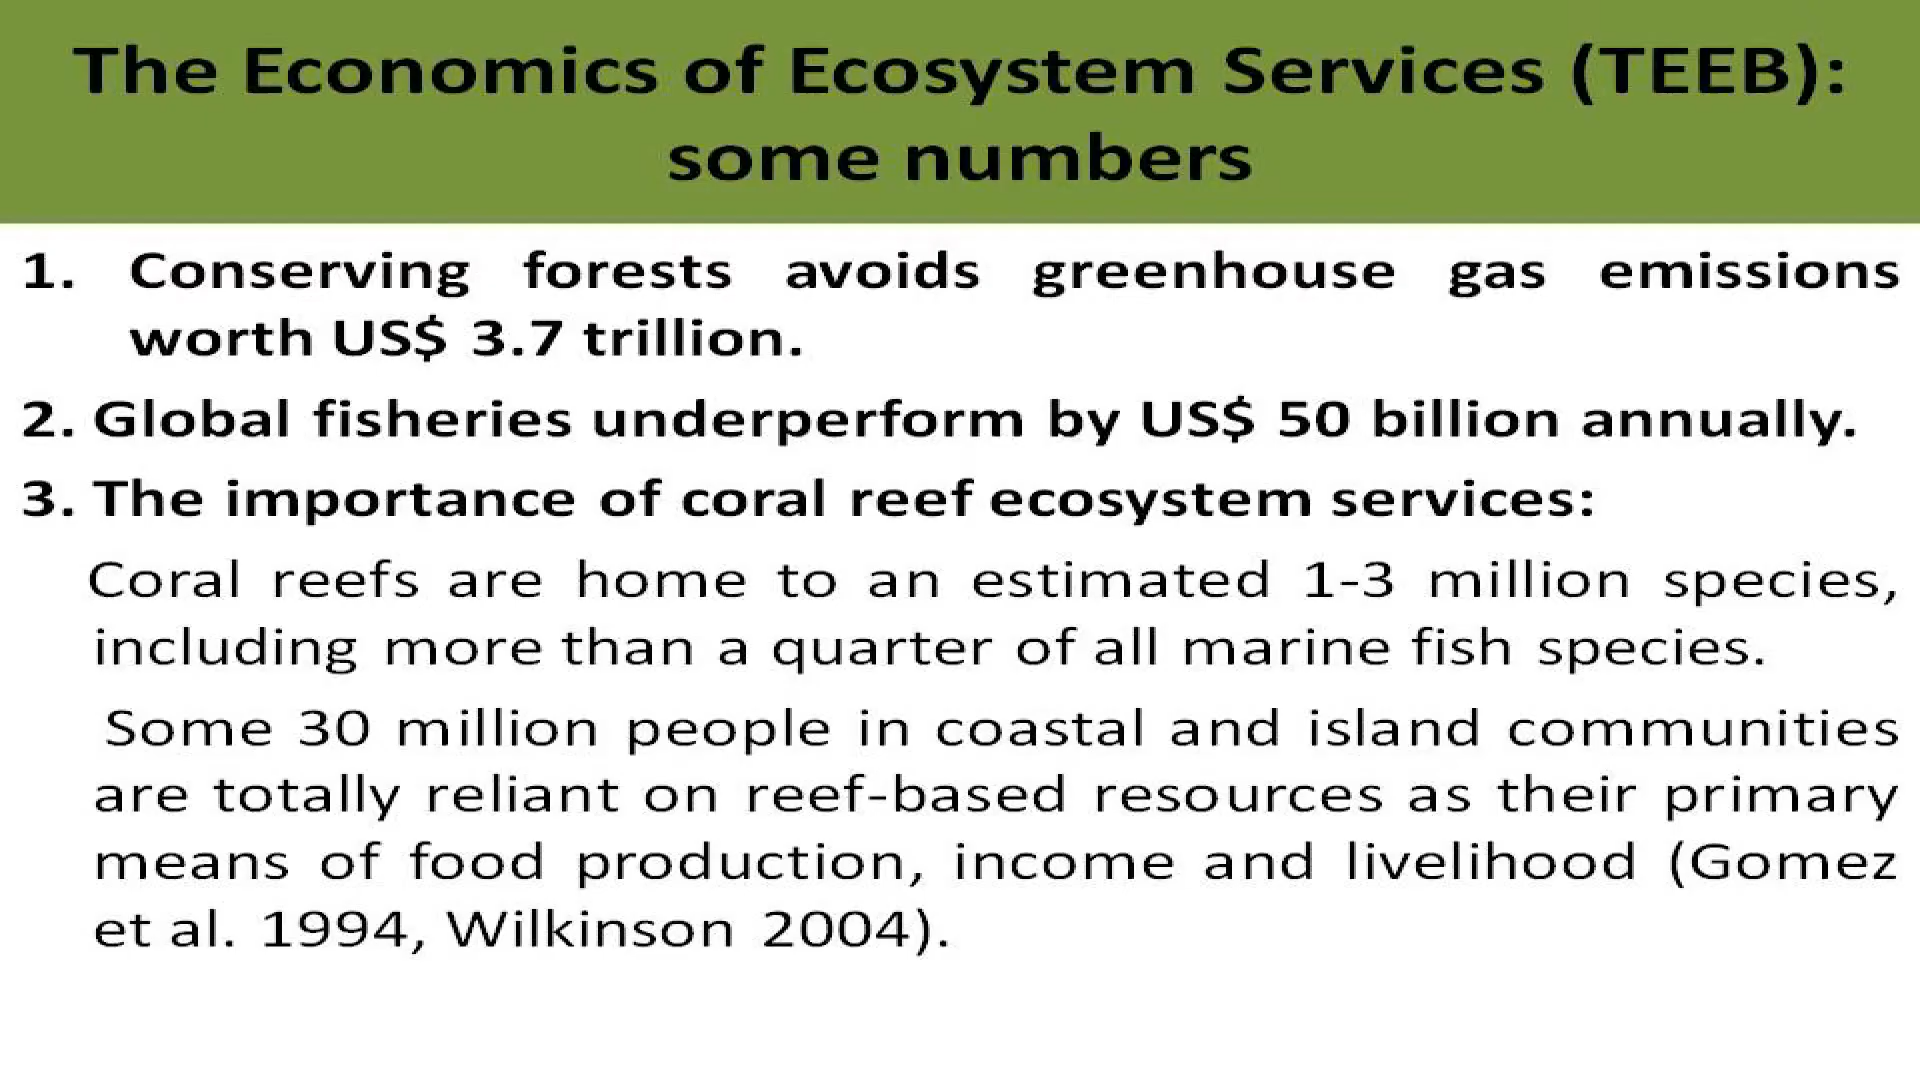 The Economics of Ecosystem Services (TEEB):
some numbers
1. Conserving forests avoids greenhouse gas emissions
worth US$ 3.7 trillion.
2. Global fisheries underperform by US$ 50 billion annually.
3. The importance of coral reef ecosystem services:
Coral reefs are home to an estimated 1-3 million species,
including more than a quarter of all marine fish species.
Some 30 million people in coastal and island communities
are totally reliant on reef-based resources as their primary
means of food production, income and livelihood (Gomez
et al. 1994, Wilkinson 2004).